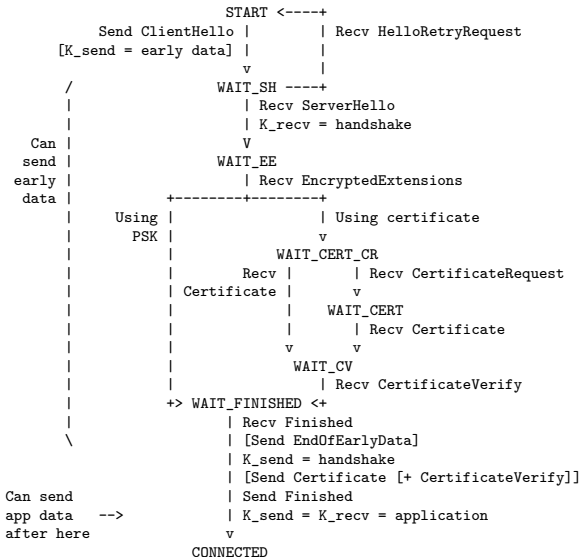 START <----+
Send ClientHello | | Recv HelloRetryRequest
[K_send = early data] | |
v |
/ WAIT_SH ----+
| | Recv ServerHello
| | K_recv = handshake
Can | V
send | WAIT_EE
early | | Recv EncryptedExtensions
data | +--------+--------+
| Using | | Using certificate
| PSK | v
| | WAIT_CERT_CR
| | Recv | | Recv CertificateRequest
| | Certificate | v
| | | WAIT_CERT
| | | | Recv Certificate
| | v v
| | WAIT_CV
| | | Recv CertificateVerify
| +> WAIT_FINISHED <+
| | Recv Finished
\ | [Send EndOfEarlyData]
| K_send = handshake
| [Send Certificate [+ CertificateVerify]]
Can send | Send Finished
app data --> | K_send = K_recv = application
after here v
CONNECTED